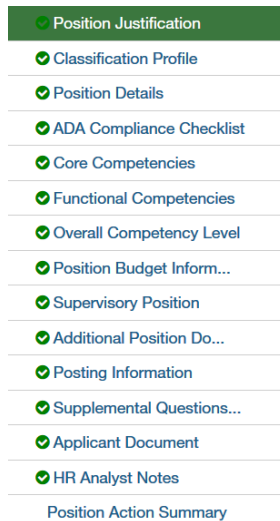 Position Justification
Classification Profile
Position Details
ADA Compliance Checklist
Core Competencies
Functional Competencies
Overall Competency Level
Position Budget Inform...
Supervisory Position
Additional Position Do...
Posting Information
Supplemental Questions...
Applicant Document
HR Analyst Notes
Position Action Summary